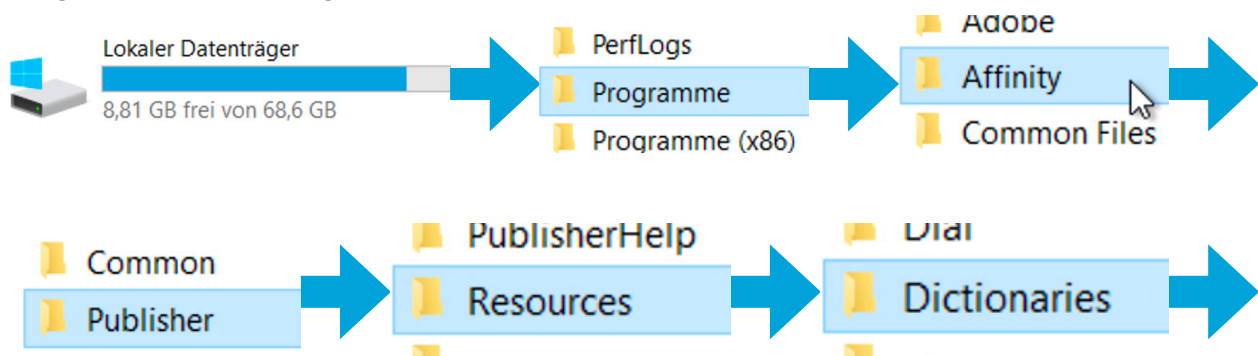 Lokaler Datenträger
8,81 GB frei von 68,6 GB
PerfLogs
Programme
Programme (x86)
Adobe
Affinity
Common Files
Common
Publisher
PublisherHelp
Resources
Dictionaries